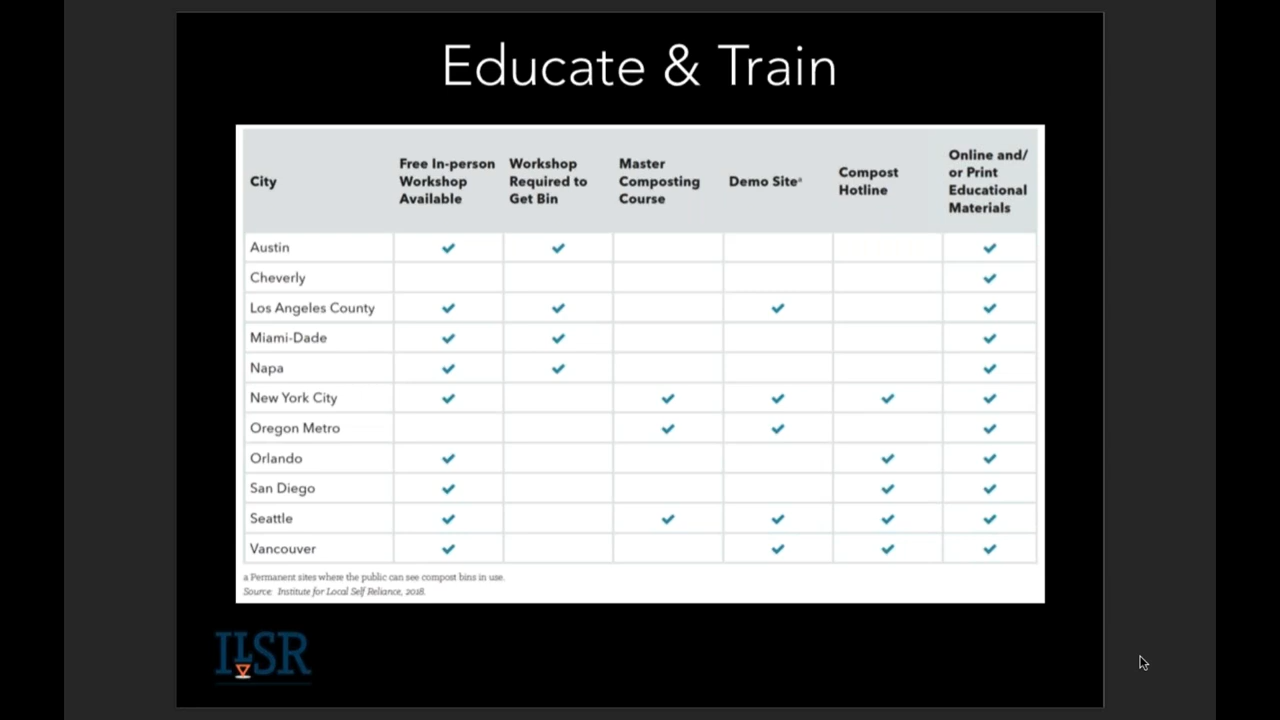 Educate & Train
City
Free In-person
Workshop
Available
Workshop
Required to
Get Bin
Master
Composting
Course
Demo Siteᵃ
Compost
Hotline
Online and/
or Print
Educational
Materials
Austin ✔ ✔ ✔
Cheverly ✔
Los Angeles County ✔ ✔ ✔ ✔
Miami-Dade ✔ ✔ ✔
Napa ✔ ✔ ✔
New York City ✔ ✔ ✔ ✔ ✔
Oregon Metro ✔ ✔ ✔
Orlando ✔ ✔ ✔
San Diego ✔ ✔ ✔
Seattle ✔ ✔ ✔ ✔ ✔
Vancouver ✔ ✔ ✔ ✔
a Permanent sites where the public can see compost bins in use.
Source: Institute for Local Self Reliance, 2018.
ILSR